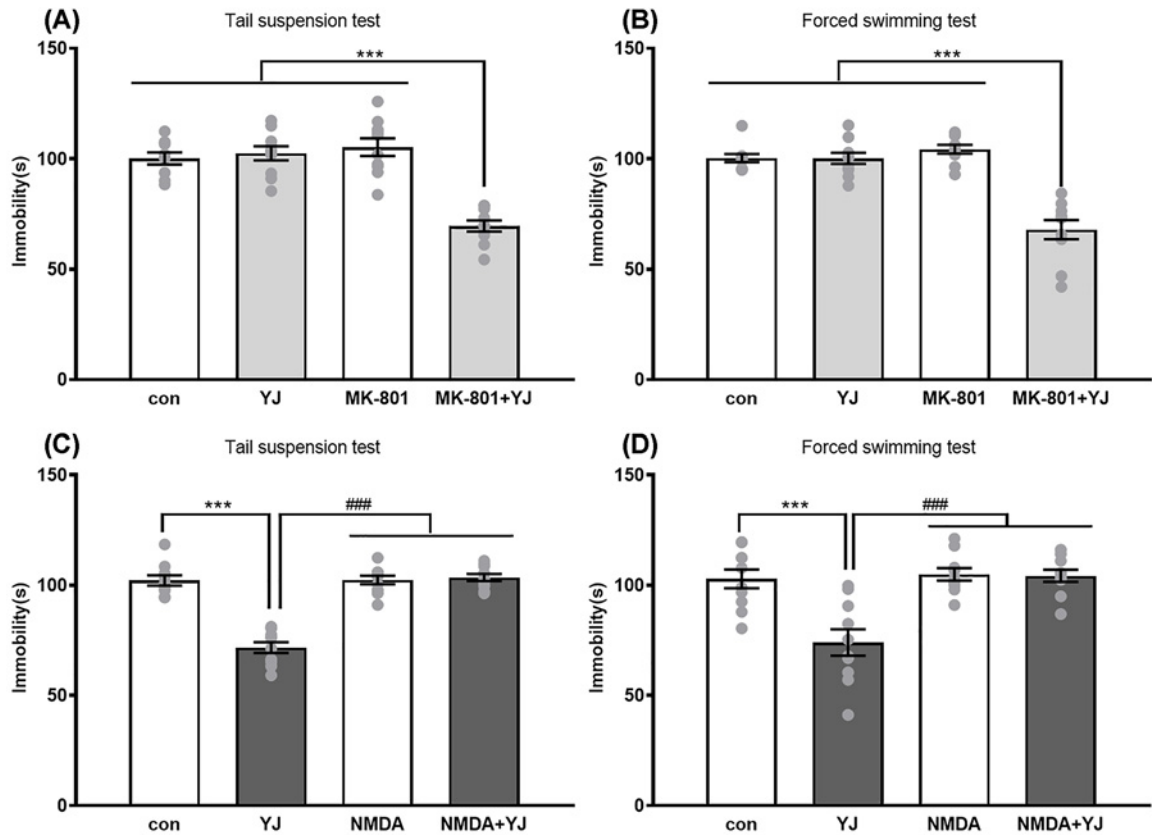 (A)
Tail suspension test
150
100
50
0
Immobility(s)
***
con YJ MK-801 MK-801+YJ
(B)
Forced swimming test
150
100
50
0
Immobility(s)
***
con YJ MK-801 MK-801+YJ
(C)
Tail suspension test
150
100
50
0
Immobility(s)
***
###
con YJ NMDA NMDA+YJ
(D)
Forced swimming test
150
100
50
0
Immobility(s)
***
###
con YJ NMDA NMDA+YJ